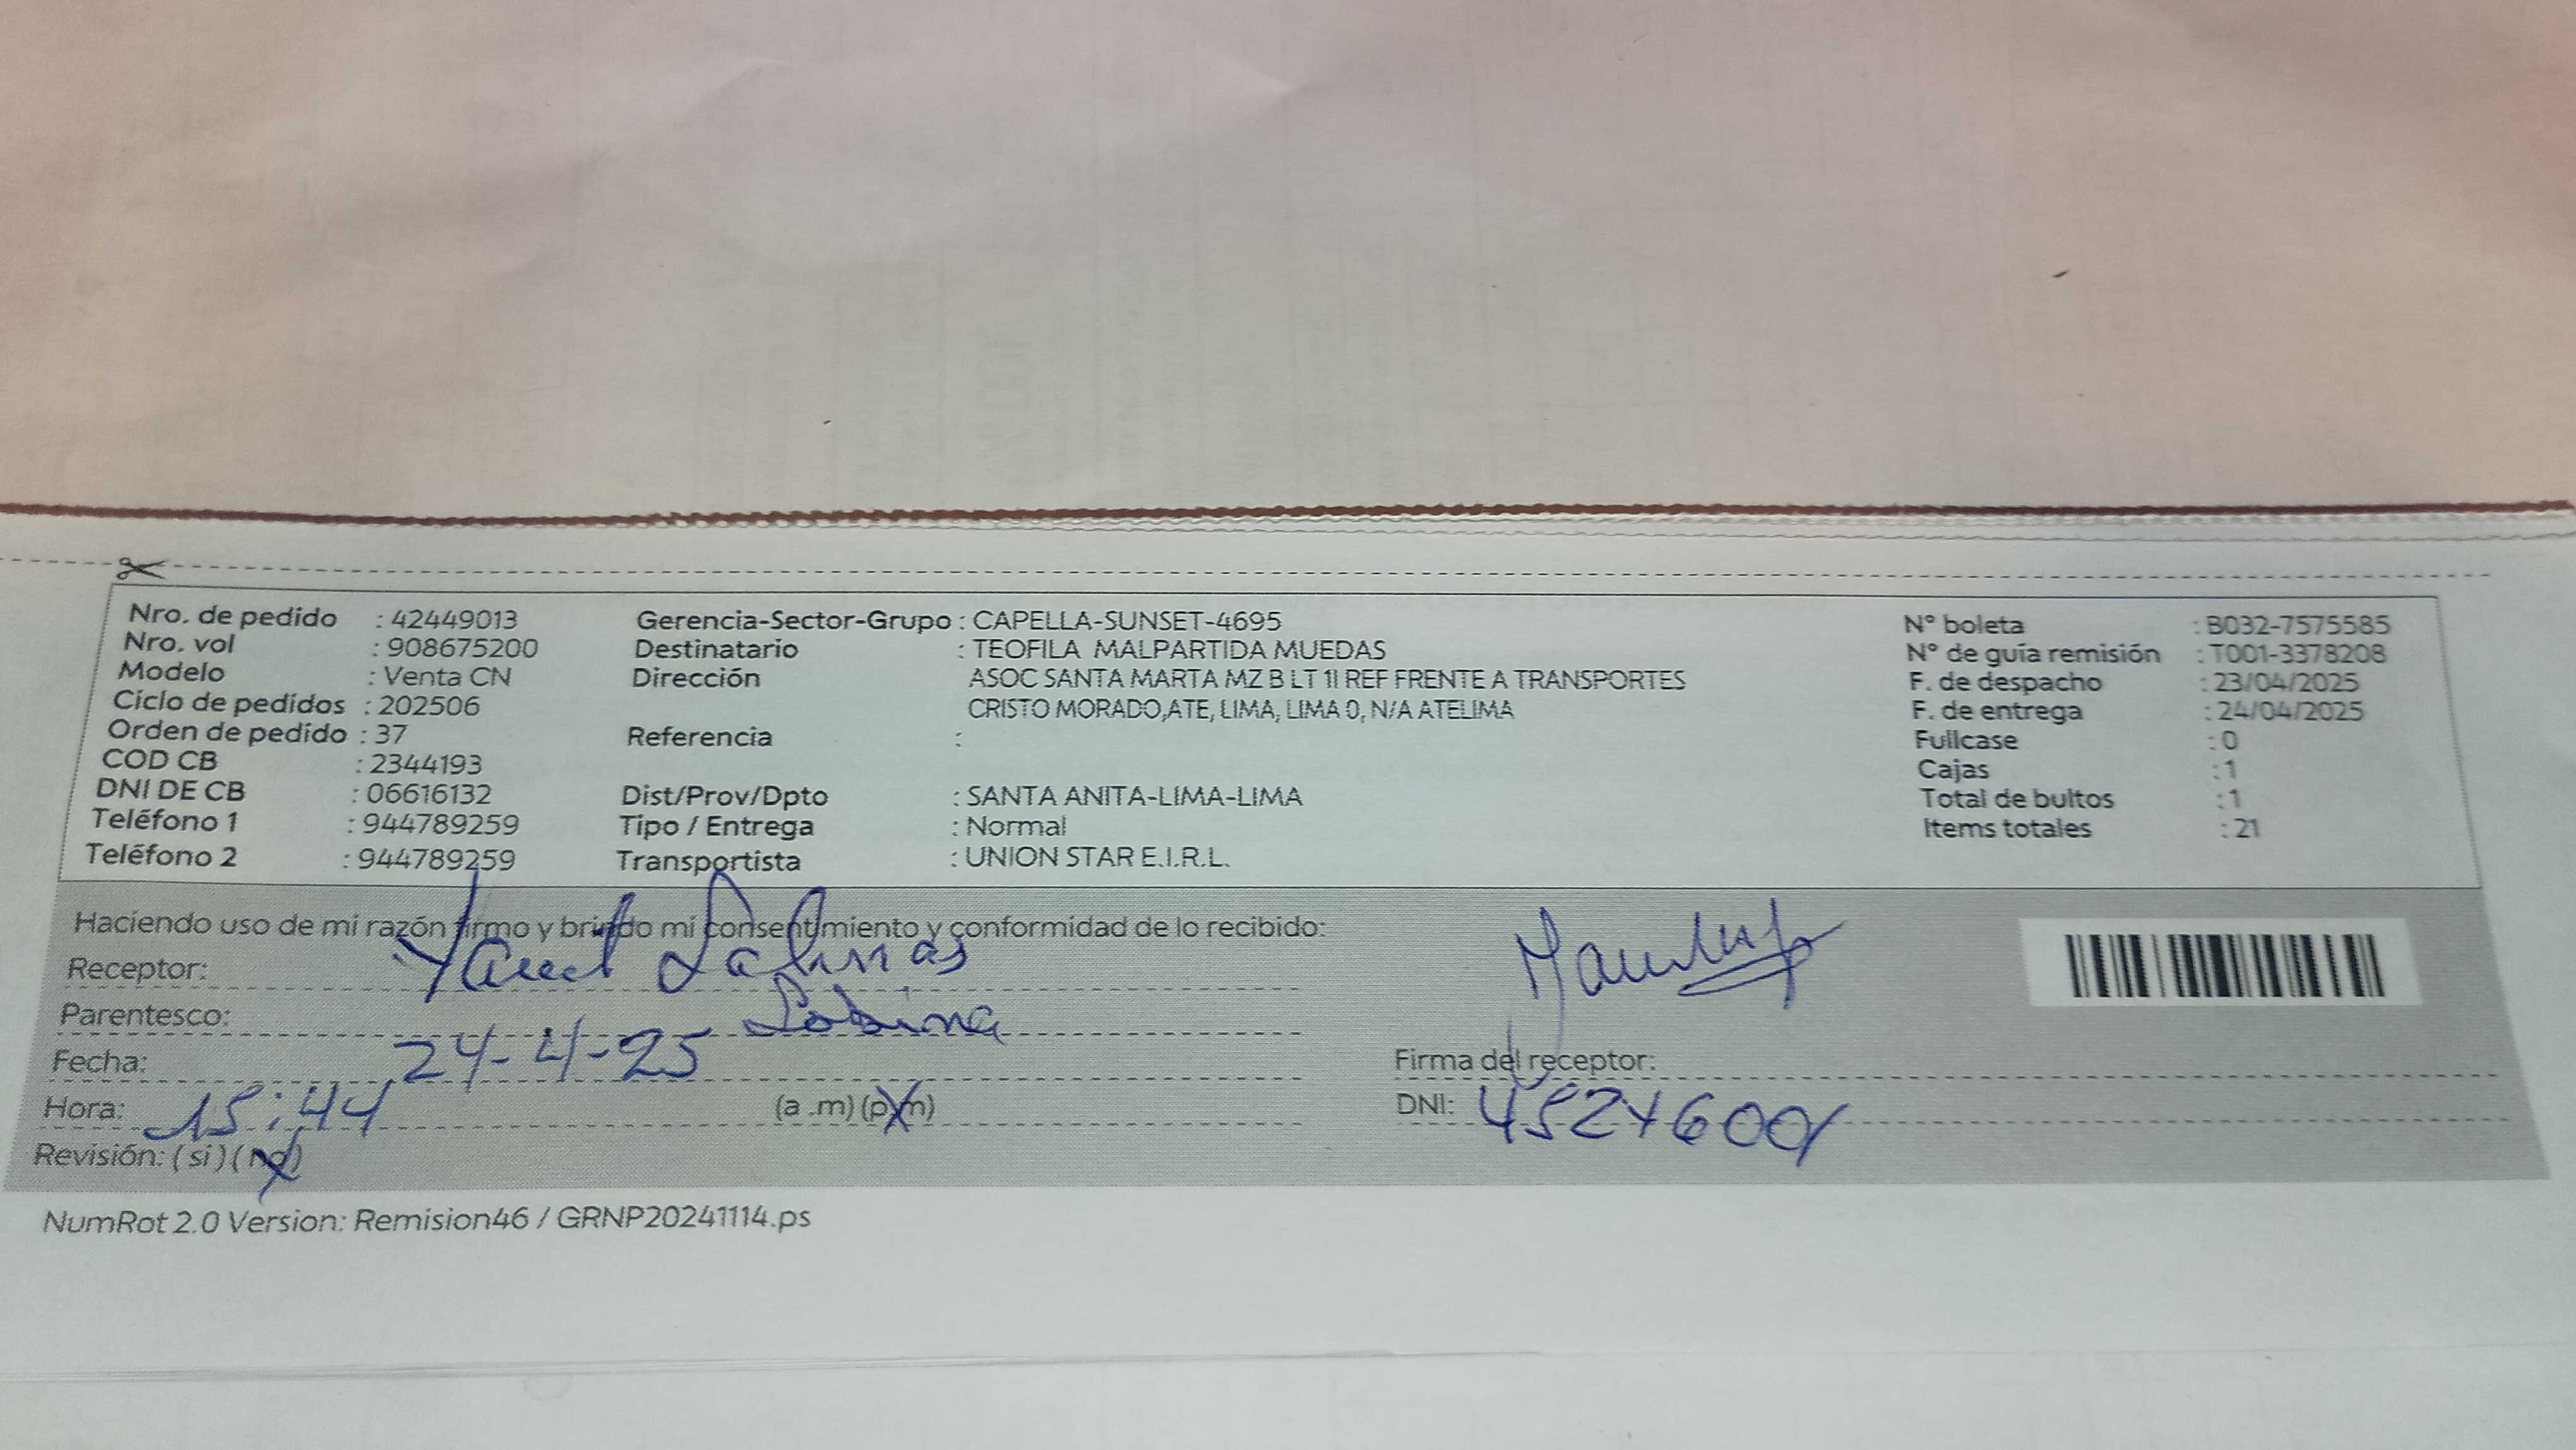 Nro. de pedido : 42449013 Gerencia-Sector-Grupo : CAPELLA-SUNSET-4695 N° boleta : B032-7575585
Nro. vol : 908675200 Destinatario : TEOFILA MALPARTIDA MUEDAS N° de guía remisión : T001-3378208
Modelo : Venta CN Dirección ASOC SANTA MARTA MZ B LT 1I REF FRENTE A TRANSPORTES F. de despacho : 23/04/2025
Ciclo de pedidos : 202506 CRISTO MORADO,ATE, LIMA, LIMA 0, N/A ATELIMA F. de entrega : 24/04/2025
Orden de pedido : 37 Referencia : Fullcase : 0
COD CB : 2344193 Cajas : 1
DNI DE CB : 06616132 Dist/Prov/Dpto : SANTA ANITA-LIMA-LIMA Total de bultos : 1
Teléfono 1 : 944789259 Tipo / Entrega : Normal Items totales : 21
Teléfono 2 : 944789259 Transportista : UNION STAR E.I.R.L.
Haciendo uso de mi razón firmo y brindo mi consentimiento y conformidad de lo recibido:
Receptor: Yanet Salinas
Parentesco: Sobrina
Fecha: 24-4-25 Firma del receptor:
Hora: 15:44 (a .m) (p.m) DNI:
Revisión: ( si ) ( no )
NumRot 2.0 Version: Remision46 / GRNP20241114.ps